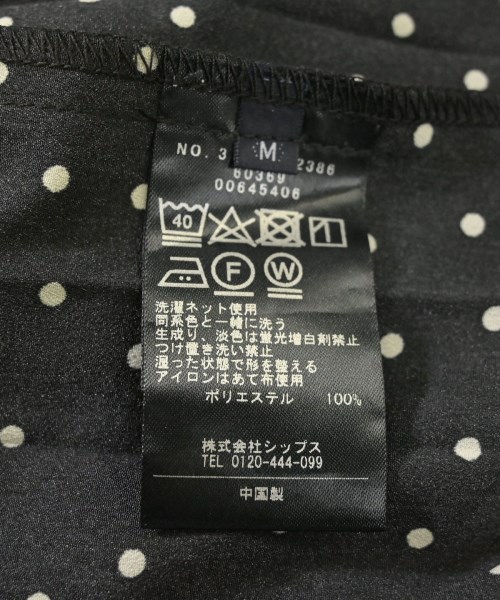 M
NO. 3 2386
60369
00645406
40
F W
洗濯ネット使用
同系色と一緒に洗う
生成り、淡色は蛍光増白剤禁止
つけ置き洗い禁止
湿った状態で形を整える
アイロンはあて布使用
ポリエステル 100%
株式会社シップス
TEL 0120-444-099
中国製